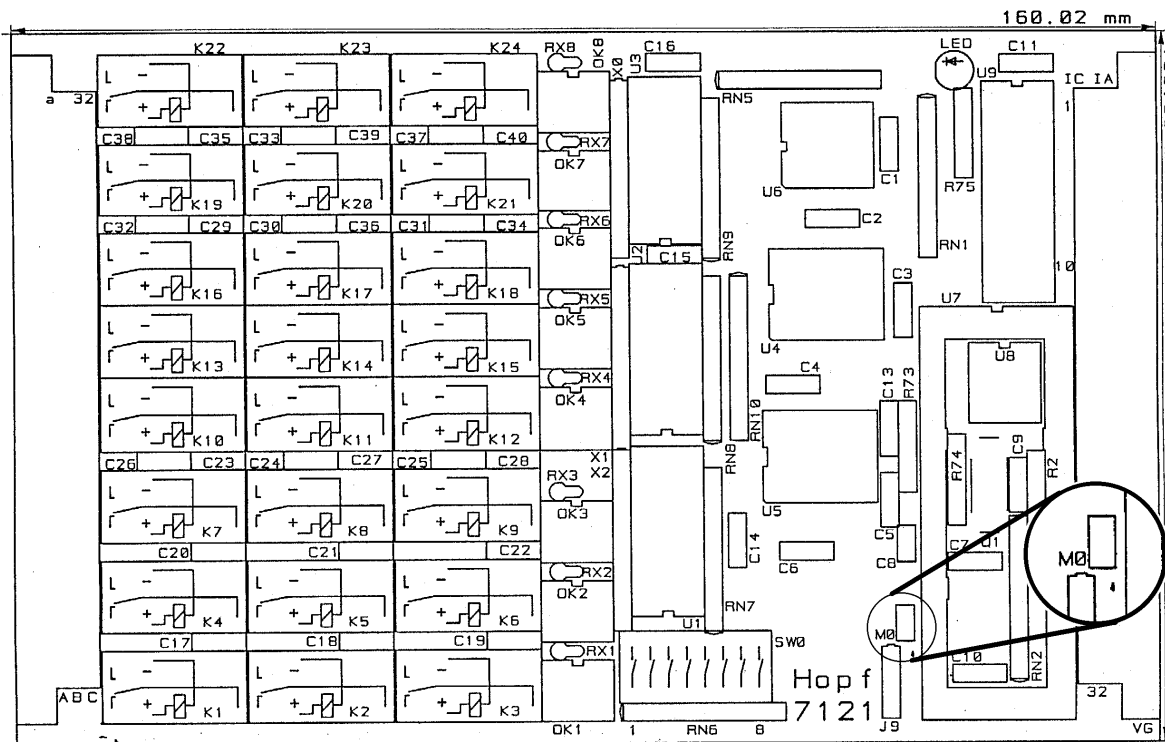 160.02 mm
K22 K23 K24 RX8 OK8 X0 U3 C16 LED C11
U9 IC IA
L − + L − + L − +
a 32 RN5 1
C38 C35 C33 C39 C37 C40 RX7
OK7
L − + K19 L − + K20 L − + K21
U6 C1 R75
C32 C29 C30 C36 C31 C34 RX6 C2
OK6 U2 C15 RN9 RN1
L − + K16 L − + K17 L − + K18
10
RX5 C3 U7
OK5
L − + K13 L − + K14 L − + K15
U4 U8
RX4 C4 C13 R73
OK4
L − + K10 L − + K11 L − + K12
RN10
C26 C23 C24 C27 C25 C28 X1
X2 RN8 R74 C9 R2
RX3
OK3
L − + K7 L − + K8 L − + K9
U5 C5
C20 C21 C22 C14 C6 C8 C7 U1
M0
RX2
OK2
L − + K4 L − + K5 L − + K6
RN7
C17 C18 C19 U1 SW0 M0
RX1 C10 RN2
A B C 32
L − + K1 L − + K2 L − + K3
Hopf
7121
OK1 1 RN6 8 J9 VG